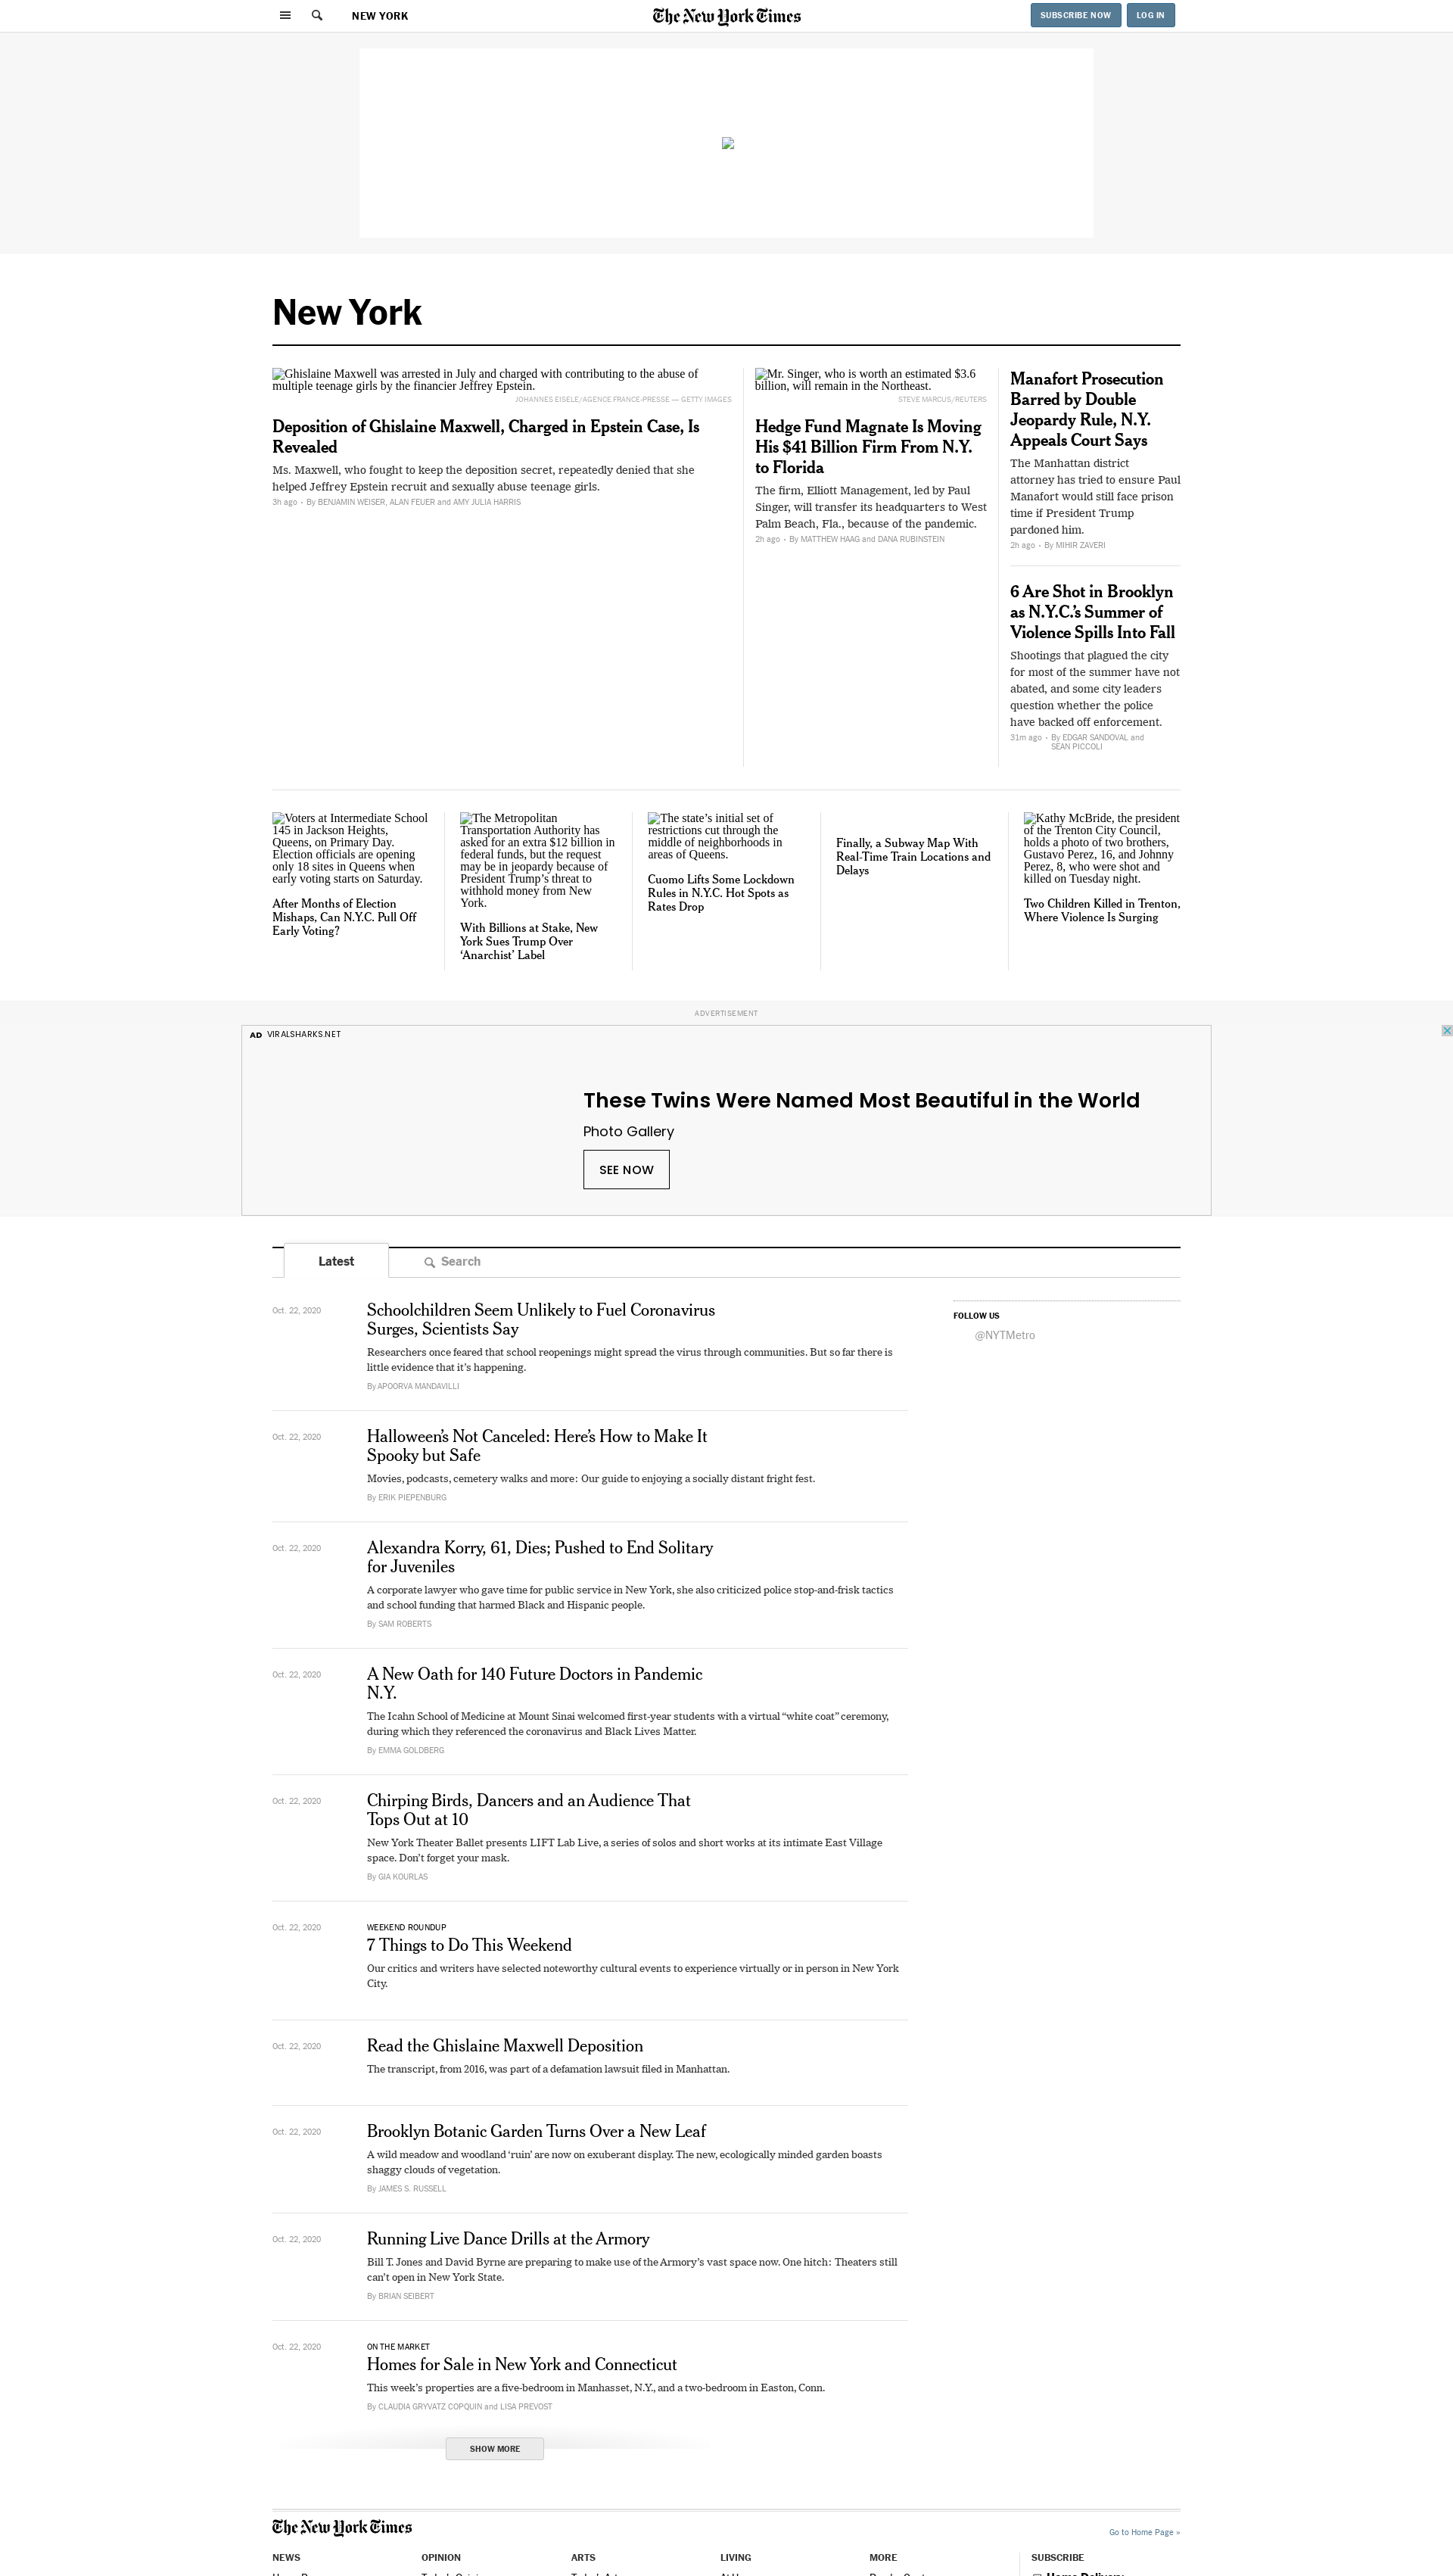 NEW YORK
The New York Times
SUBSCRIBE NOW
LOG IN
New York
Ghislaine Maxwell was arrested in July and charged with contributing to the abuse of
multiple teenage girls by the financier Jeffrey Epstein.
JOHANNES EISELE/AGENCE FRANCE-PRESSE — GETTY IMAGES
Deposition of Ghislaine Maxwell, Charged in Epstein Case, Is
Revealed
Ms. Maxwell, who fought to keep the deposition secret, repeatedly denied that she
helped Jeffrey Epstein recruit and sexually abuse teenage girls.
3h ago • By BENJAMIN WEISER, ALAN FEUER and AMY JULIA HARRIS
Mr. Singer, who is worth an estimated $3.6
billion, will remain in the Northeast.
STEVE MARCUS/REUTERS
Hedge Fund Magnate Is Moving
His $41 Billion Firm From N.Y.
to Florida
The firm, Elliott Management, led by Paul
Singer, will transfer its headquarters to West
Palm Beach, Fla., because of the pandemic.
2h ago • By MATTHEW HAAG and DANA RUBINSTEIN
Manafort Prosecution
Barred by Double
Jeopardy Rule, N.Y.
Appeals Court Says
The Manhattan district
attorney has tried to ensure Paul
Manafort would still face prison
time if President Trump
pardoned him.
2h ago • By MIHIR ZAVERI
6 Are Shot in Brooklyn
as N.Y.C.’s Summer of
Violence Spills Into Fall
Shootings that plagued the city
for most of the summer have not
abated, and some city leaders
question whether the police
have backed off enforcement.
31m ago • By EDGAR SANDOVAL and
SEAN PICCOLI
Voters at Intermediate School
145 in Jackson Heights,
Queens, on Primary Day.
Election officials are opening
only 18 sites in Queens when
early voting starts on Saturday.
After Months of Election
Mishaps, Can N.Y.C. Pull Off
Early Voting?
The Metropolitan
Transportation Authority has
asked for an extra $12 billion in
federal funds, but the request
may be in jeopardy because of
President Trump’s threat to
withhold money from New
York.
With Billions at Stake, New
York Sues Trump Over
‘Anarchist’ Label
The state’s initial set of
restrictions cut through the
middle of neighborhoods in
areas of Queens.
Cuomo Lifts Some Lockdown
Rules in N.Y.C. Hot Spots as
Rates Drop
Finally, a Subway Map With
Real-Time Train Locations and
Delays
Kathy McBride, the president
of the Trenton City Council,
holds a photo of two brothers,
Gustavo Perez, 16, and Johnny
Perez, 8, who were shot and
killed on Tuesday night.
Two Children Killed in Trenton,
Where Violence Is Surging
ADVERTISEMENT
AD VIRALSHARKS.NET
These Twins Were Named Most Beautiful in the World
Photo Gallery
SEE NOW
Latest
Search
Oct. 22, 2020
Schoolchildren Seem Unlikely to Fuel Coronavirus
Surges, Scientists Say
Researchers once feared that school reopenings might spread the virus through communities. But so far there is
little evidence that it’s happening.
By APOORVA MANDAVILLI
FOLLOW US
@NYTMetro
Oct. 22, 2020
Halloween’s Not Canceled: Here’s How to Make It
Spooky but Safe
Movies, podcasts, cemetery walks and more: Our guide to enjoying a socially distant fright fest.
By ERIK PIEPENBURG
Oct. 22, 2020
Alexandra Korry, 61, Dies; Pushed to End Solitary
for Juveniles
A corporate lawyer who gave time for public service in New York, she also criticized police stop-and-frisk tactics
and school funding that harmed Black and Hispanic people.
By SAM ROBERTS
Oct. 22, 2020
A New Oath for 140 Future Doctors in Pandemic
N.Y.
The Icahn School of Medicine at Mount Sinai welcomed first-year students with a virtual “white coat” ceremony,
during which they referenced the coronavirus and Black Lives Matter.
By EMMA GOLDBERG
Oct. 22, 2020
Chirping Birds, Dancers and an Audience That
Tops Out at 10
New York Theater Ballet presents LIFT Lab Live, a series of solos and short works at its intimate East Village
space. Don’t forget your mask.
By GIA KOURLAS
Oct. 22, 2020
WEEKEND ROUNDUP
7 Things to Do This Weekend
Our critics and writers have selected noteworthy cultural events to experience virtually or in person in New York
City.
Oct. 22, 2020
Read the Ghislaine Maxwell Deposition
The transcript, from 2016, was part of a defamation lawsuit filed in Manhattan.
Oct. 22, 2020
Brooklyn Botanic Garden Turns Over a New Leaf
A wild meadow and woodland ‘ruin’ are now on exuberant display. The new, ecologically minded garden boasts
shaggy clouds of vegetation.
By JAMES S. RUSSELL
Oct. 22, 2020
Running Live Dance Drills at the Armory
Bill T. Jones and David Byrne are preparing to make use of the Armory’s vast space now. One hitch: Theaters still
can’t open in New York State.
By BRIAN SEIBERT
Oct. 22, 2020
ON THE MARKET
Homes for Sale in New York and Connecticut
This week’s properties are a five-bedroom in Manhasset, N.Y., and a two-bedroom in Easton, Conn.
By CLAUDIA GRYVATZ COPQUIN and LISA PREVOST
SHOW MORE
The New York Times
Go to Home Page »
NEWS
OPINION
ARTS
LIVING
MORE
SUBSCRIBE